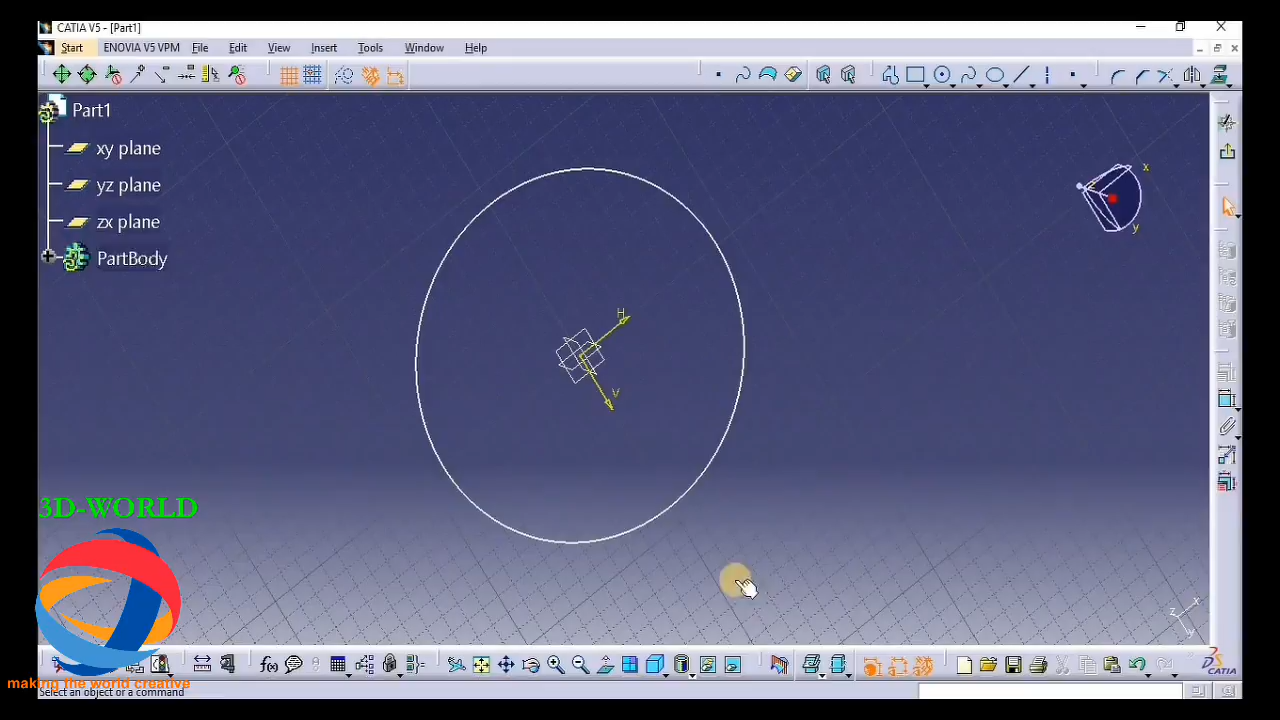 CATIA V5 - [Part1]
Start ENOVIA V5 VPM File Edit View Insert Tools Window Help
Part1
xy plane
yz plane
zx plane
PartBody
x
y
H
V
3D-WORLD
z x
y
f(x)
CATIA
making the world creative
Select an object or a command